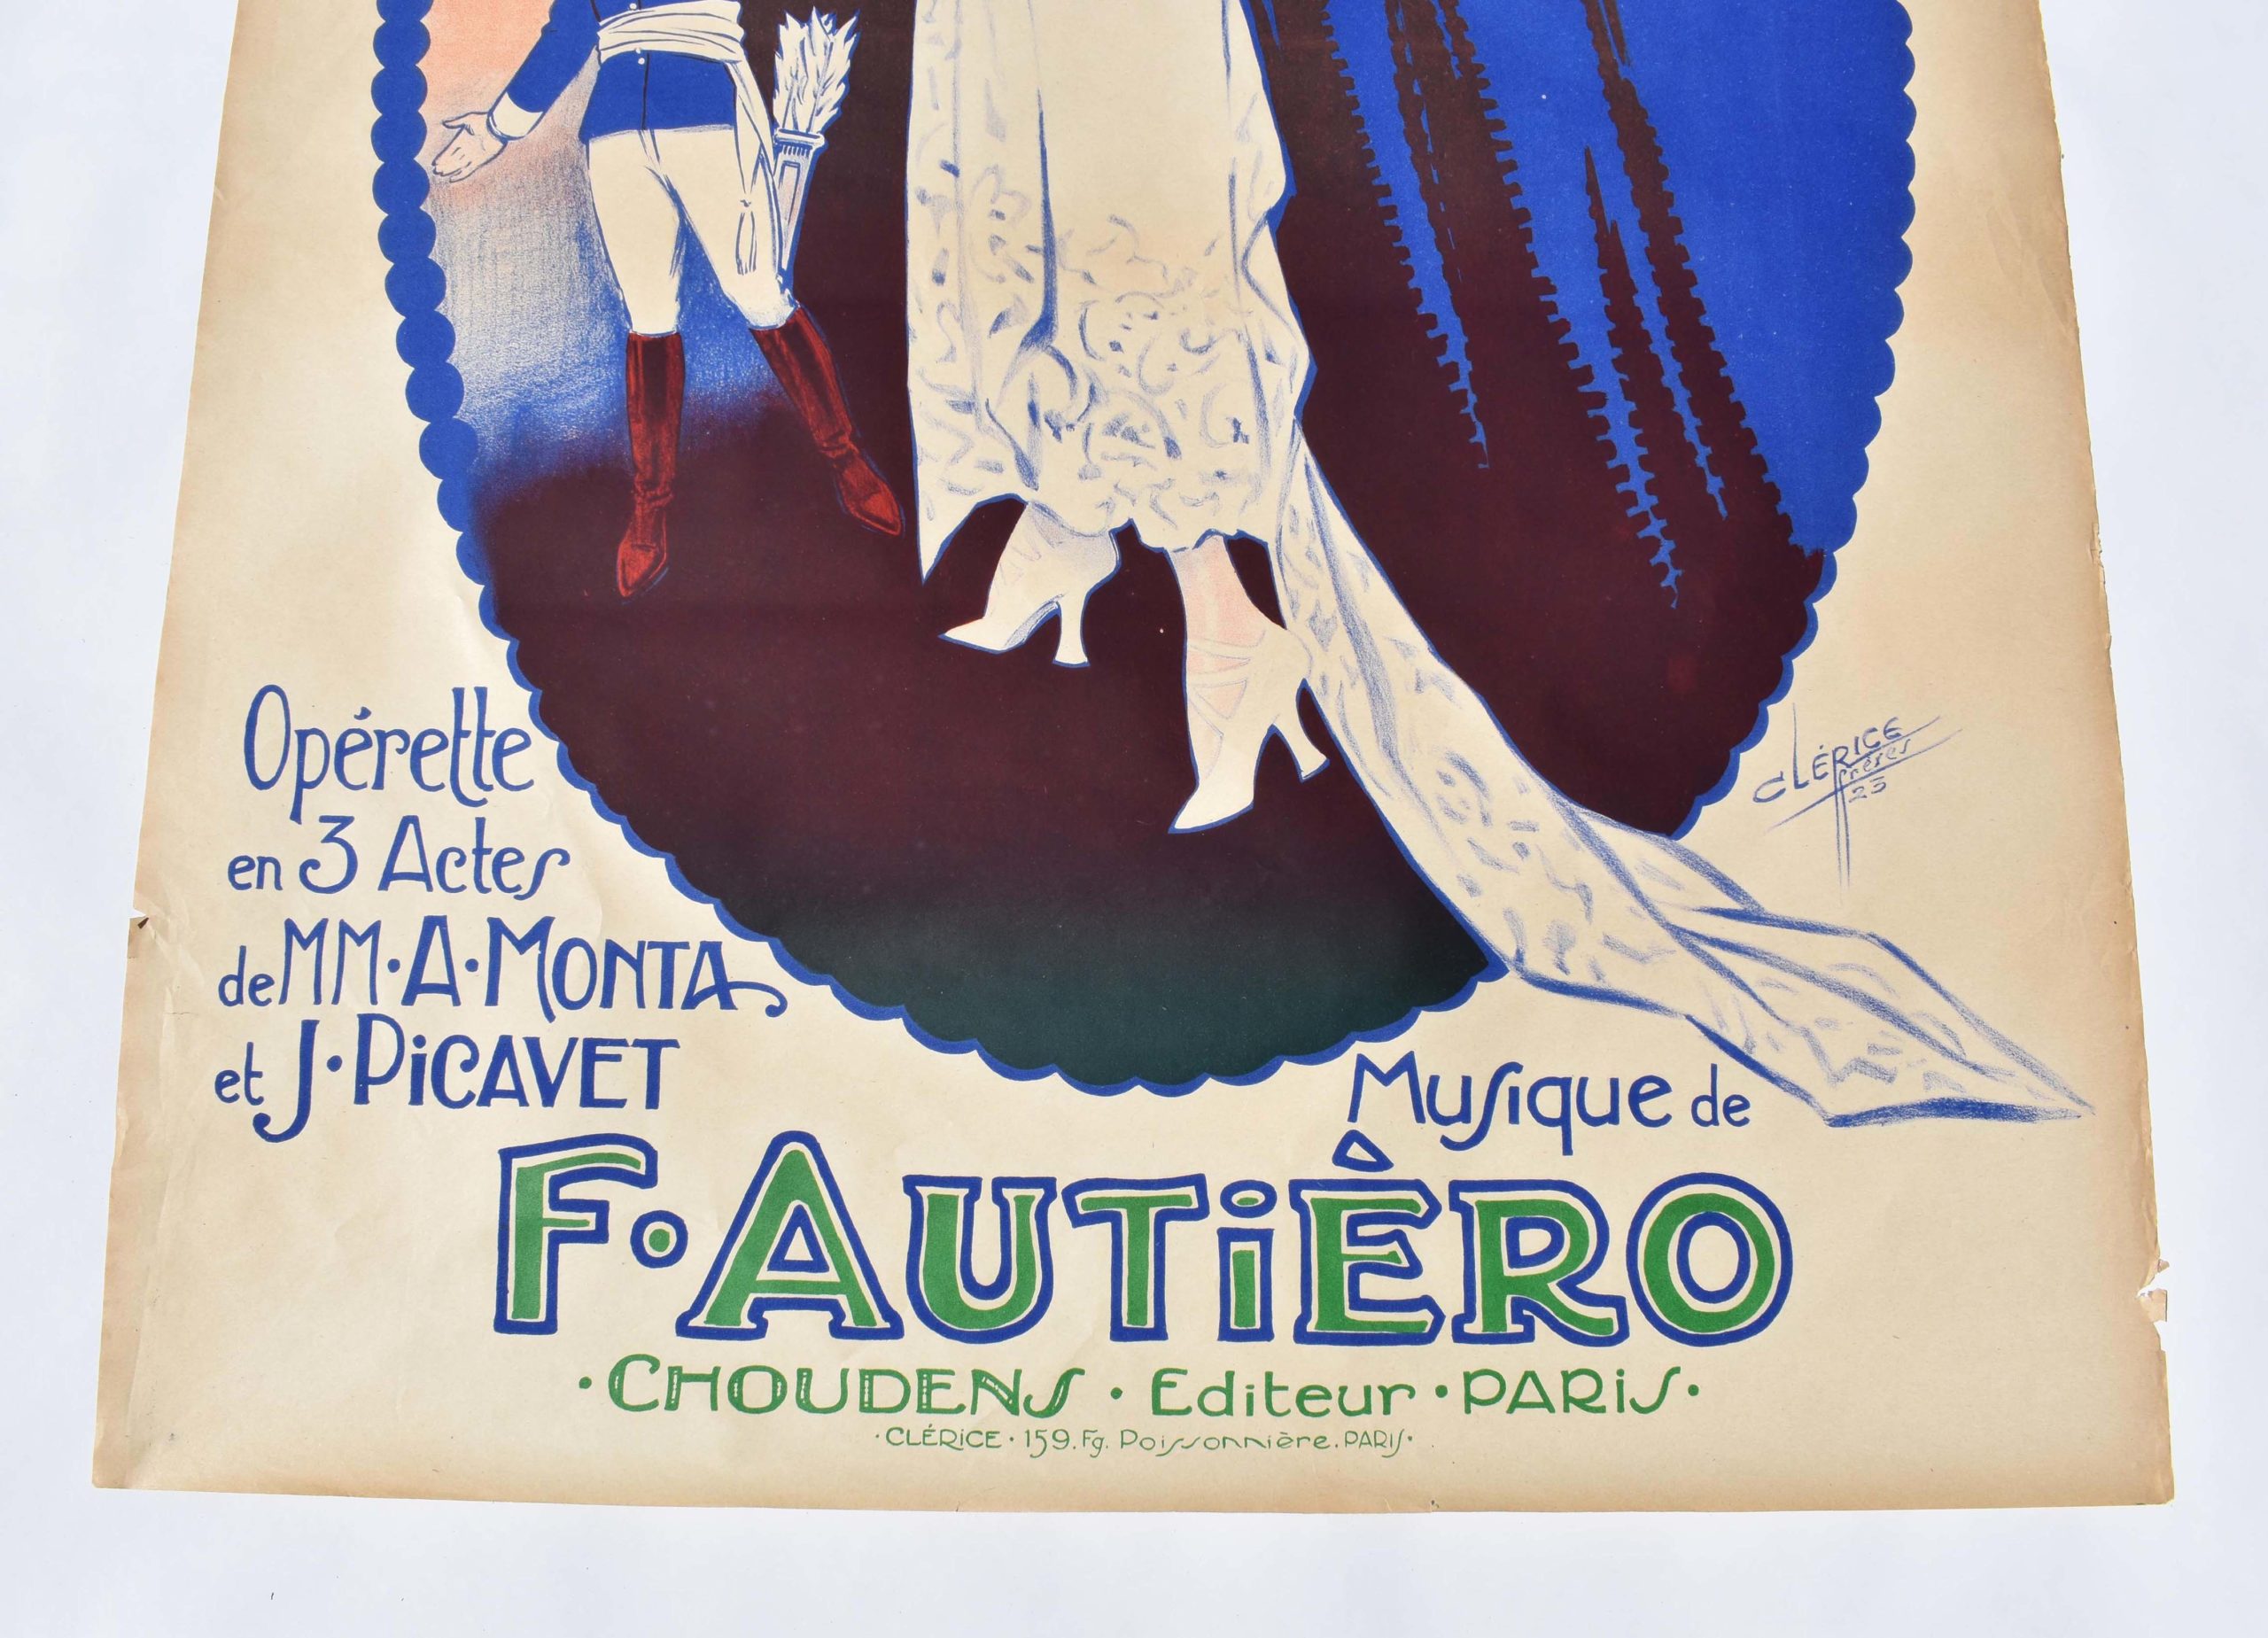 Opérette
en 3 Actes
de MM·A·MONTA
et J·PiCAVET
CLÉRICE
frères
23
Musique de
F·AUTiÈRO
·CHOUDENS · Editeur ·PARiS·
·CLÉRiCE · 159. Fg. Poissonnière. PARiS·